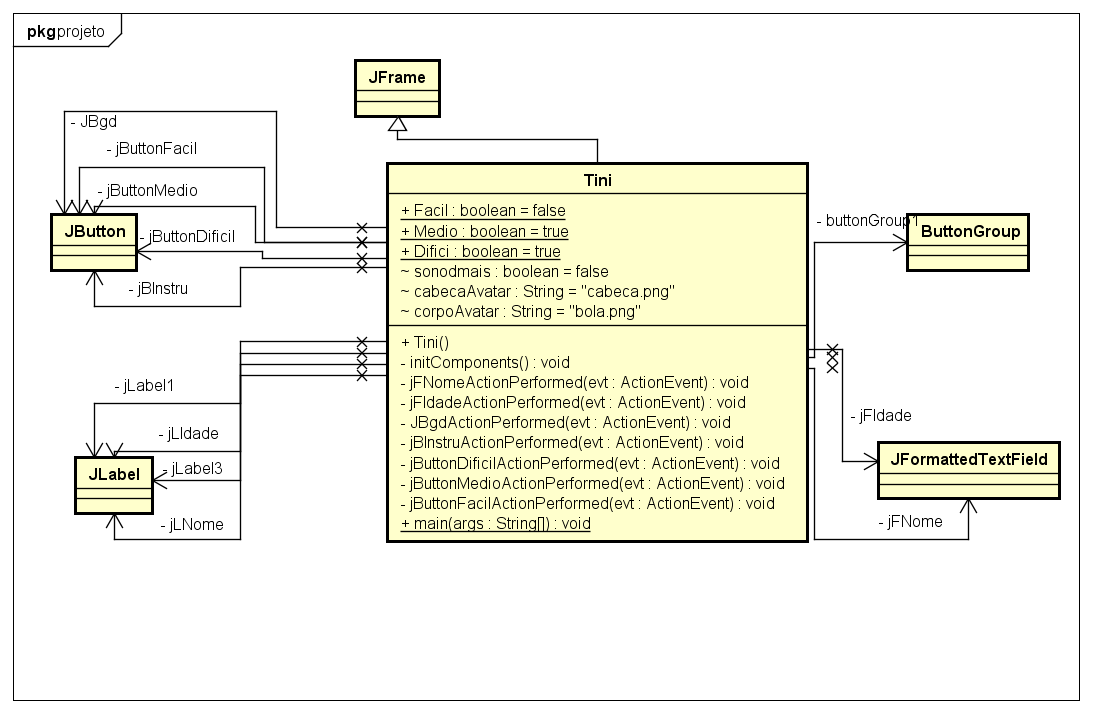 pkg projeto
JFrame
- JBgd
- jButtonFacil
- jButtonMedio
JButton
- jButtonDificil
- jBInstru
Tini
+ Facil : boolean = false
+ Medio : boolean = true
+ Difici : boolean = true
~ sonodmais : boolean = false
~ cabecaAvatar : String = "cabeca.png"
~ corpoAvatar : String = "bola.png"
+ Tini()
- initComponents() : void
- jFNomeActionPerformed(evt : ActionEvent) : void
- jFIdadeActionPerformed(evt : ActionEvent) : void
- JBgdActionPerformed(evt : ActionEvent) : void
- jBInstruActionPerformed(evt : ActionEvent) : void
- jButtonDificilActionPerformed(evt : ActionEvent) : void
- jButtonMedioActionPerformed(evt : ActionEvent) : void
- jButtonFacilActionPerformed(evt : ActionEvent) : void
+ main(args : String[]) : void
- buttonGroup1
ButtonGroup
- jLabel1
- jLIdade
JLabel
- jLabel3
- jLNome
- jFIdade
JFormattedTextField
- jFNome